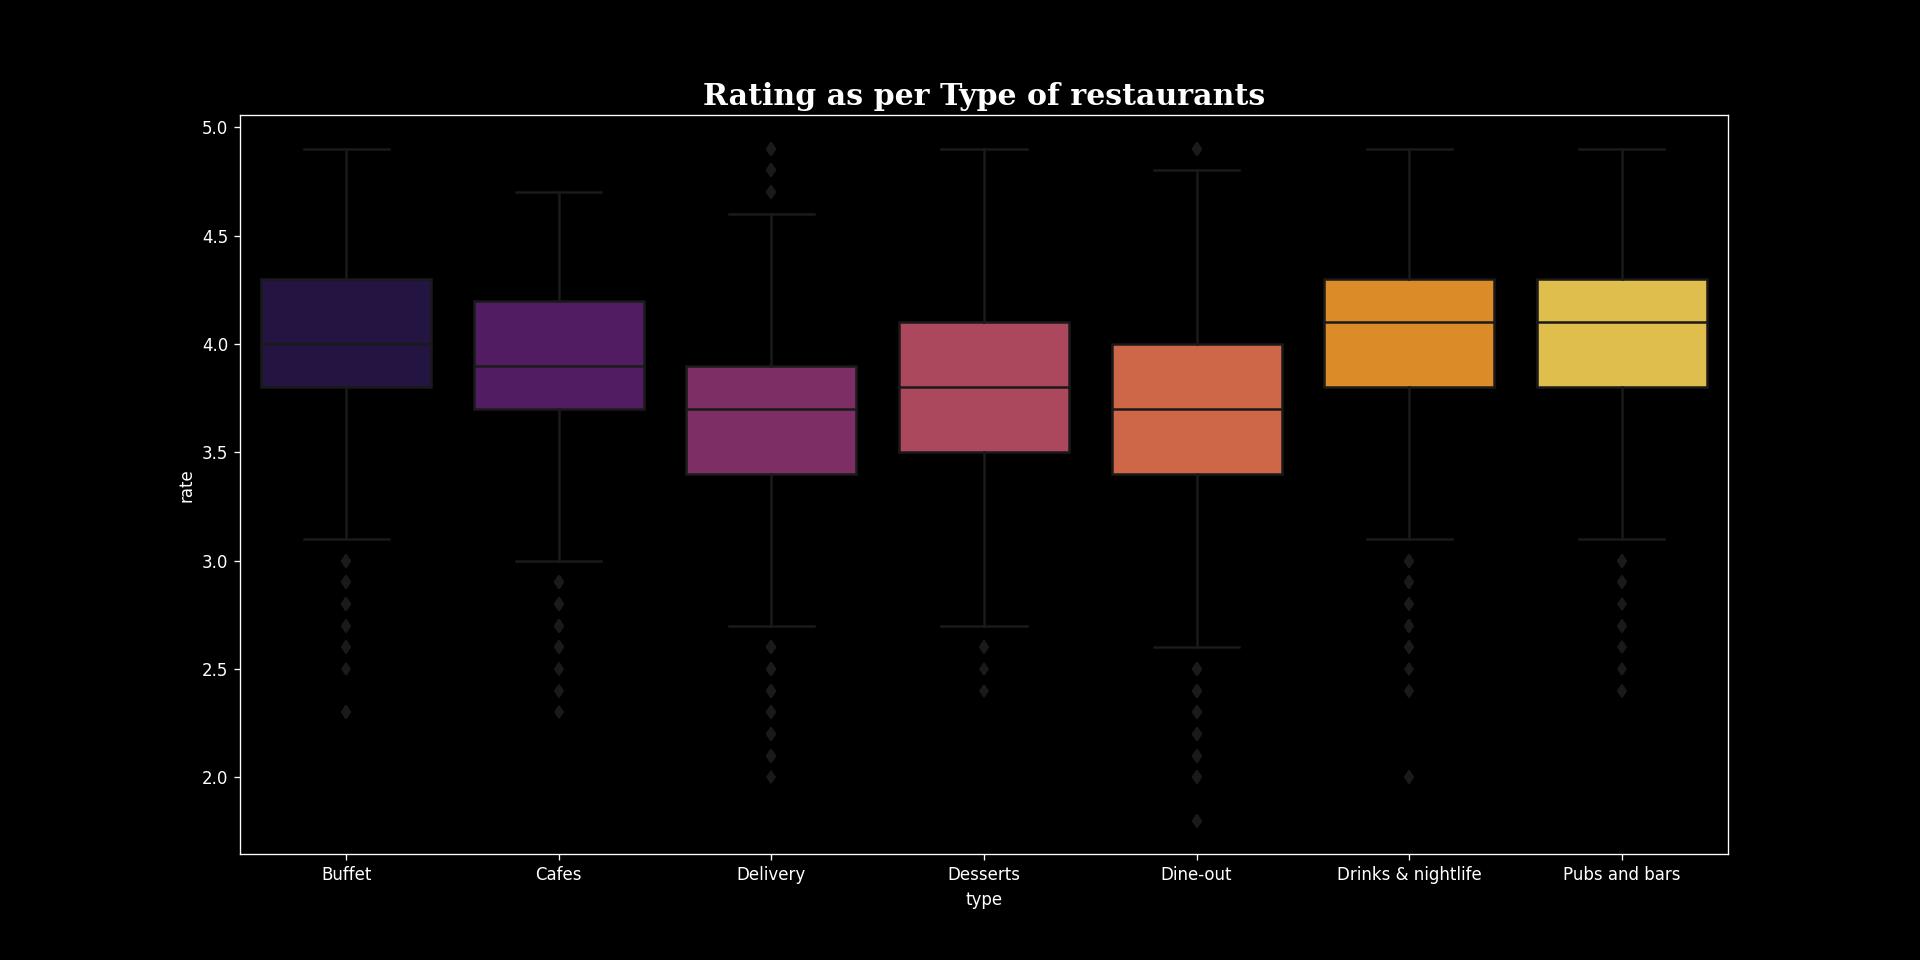 Rating as per Type of restaurants
5.0
4.5
4.0
3.5
3.0
2.5
2.0
rate
Buffet Cafes Delivery Desserts Dine-out Drinks & nightlife Pubs and bars
type